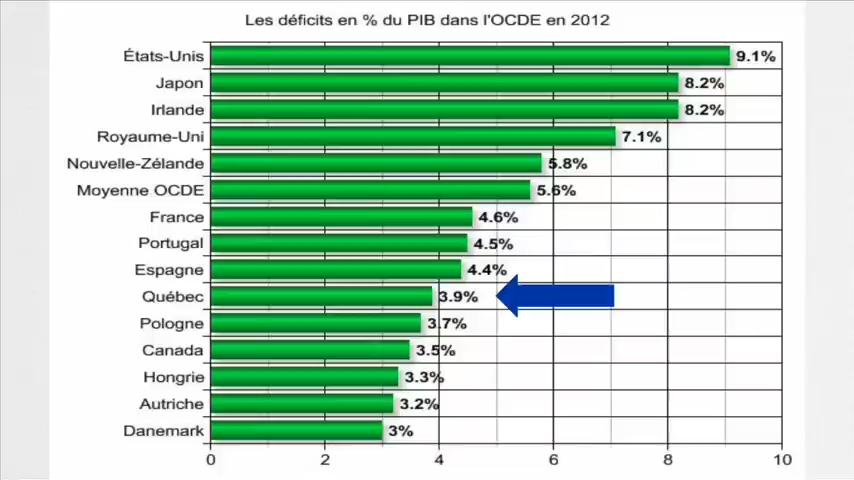 Les déficits en % du PIB dans l'OCDE en 2012
États-Unis 9.1%
Japon 8.2%
Irlande 8.2%
Royaume-Uni 7.1%
Nouvelle-Zélande 5.8%
Moyenne OCDE 5.6%
France 4.6%
Portugal 4.5%
Espagne 4.4%
Québec 3.9%
Pologne 3.7%
Canada 3.5%
Hongrie 3.3%
Autriche 3.2%
Danemark 3%
0 2 4 6 8 10